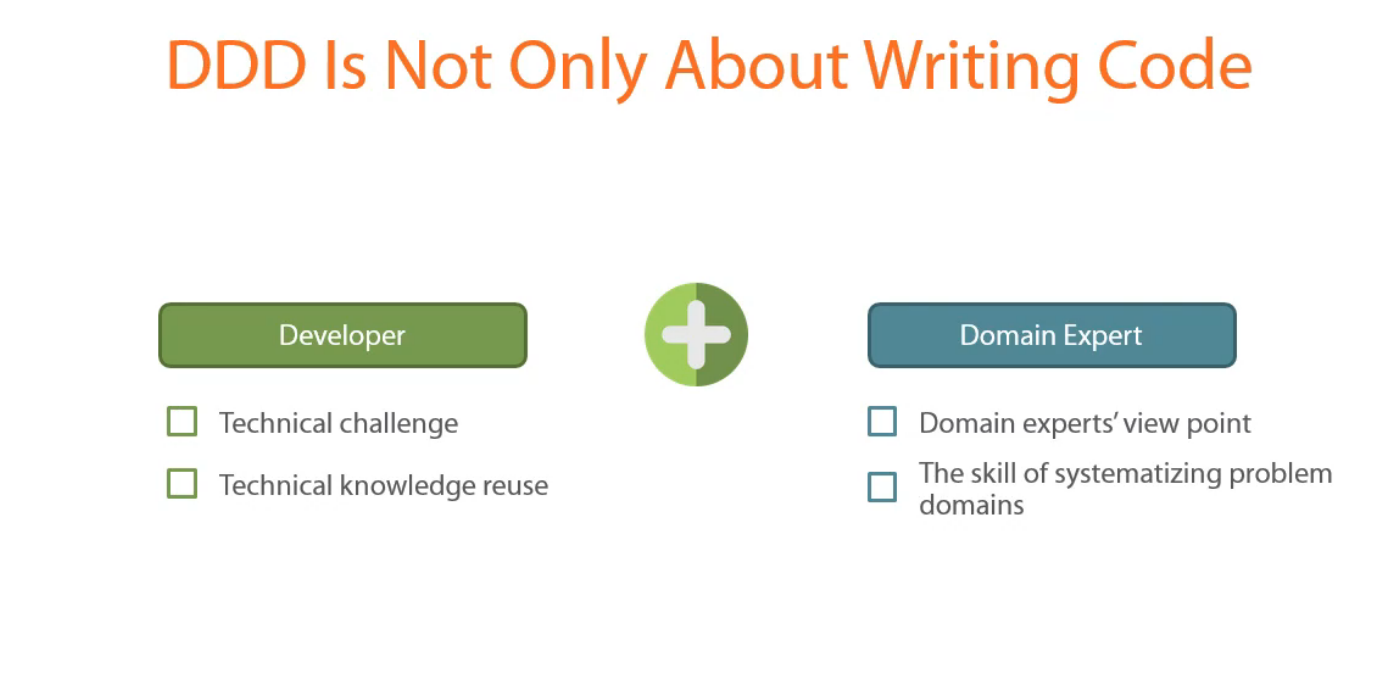 DDD Is Not Only About Writing Code
Developer
Technical challenge
Technical knowledge reuse
Domain Expert
Domain experts’ view point
The skill of systematizing problem
domains